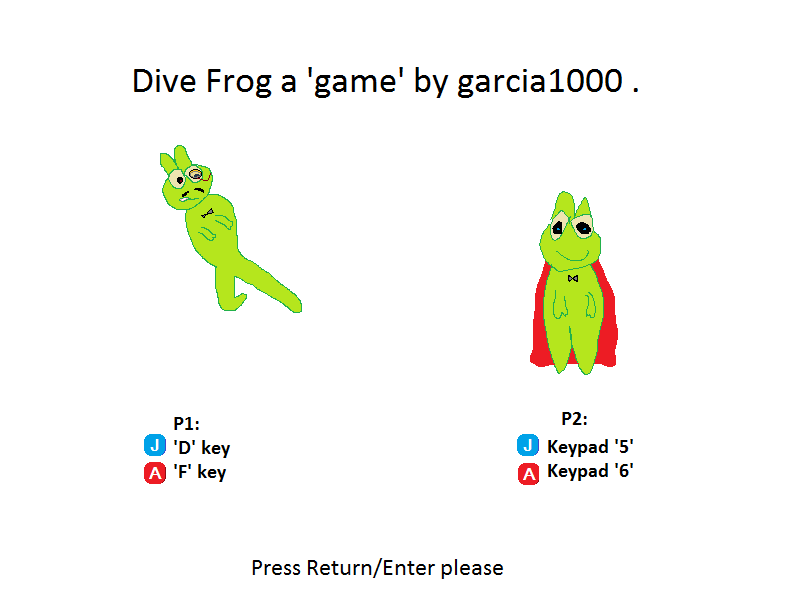 Dive Frog a 'game' by garcia1000 .
P1:
J 'D' key
A 'F' key
P2:
J Keypad '5'
A Keypad '6'
Press Return/Enter please